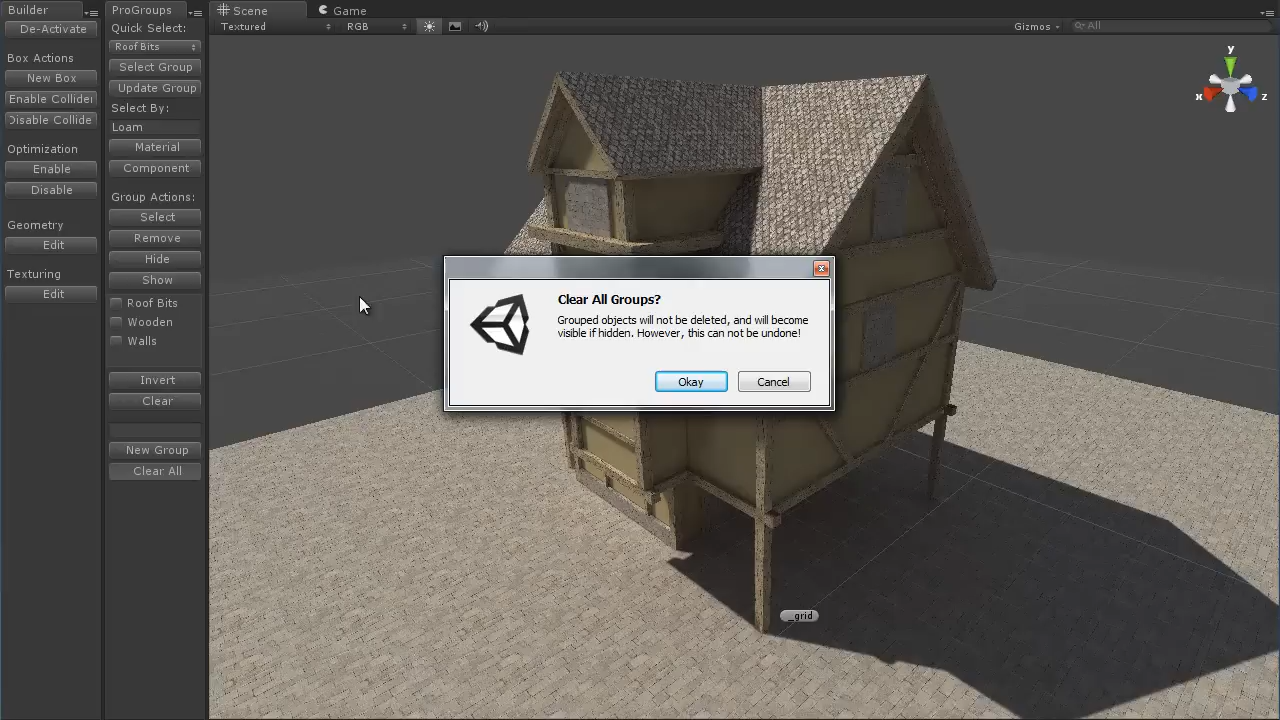 Builder
De-Activate
Box Actions
New Box
Enable Collider
Disable Collide
Optimization
Enable
Disable
Geometry
Edit
Texturing
Edit
ProGroups
Quick Select:
Roof Bits
Select Group
Update Group
Select By:
Loam
Material
Component
Group Actions:
Select
Remove
Hide
Show
Roof Bits
Wooden
Walls
Invert
Clear
New Group
Clear All
Scene
Game
Textured
RGB
Gizmos
All
y
x
z
Clear All Groups?
Grouped objects will not be deleted, and will become
visible if hidden. However, this can not be undone!
Okay
Cancel
_grid